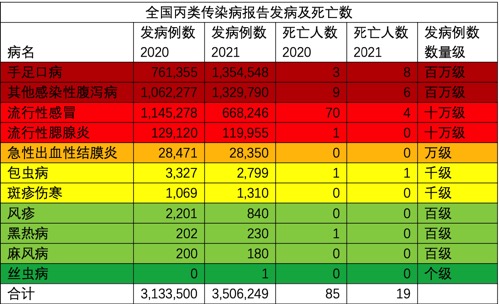 全国丙类传染病报告发病及死亡数
病名 发病例数 2020 发病例数 2021 死亡人数 2020 死亡人数 2021 发病例数 数量级
手足口病 761,355 1,354,548 3 8 百万级
其他感染性腹泻病 1,062,277 1,329,790 9 6 百万级
流行性感冒 1,145,278 668,246 70 4 十万级
流行性腮腺炎 129,120 119,955 1 0 十万级
急性出血性结膜炎 28,471 28,350 0 0 万级
包虫病 3,327 2,799 1 1 千级
斑疹伤寒 1,069 1,310 0 0 千级
风疹 2,201 840 0 0 百级
黑热病 202 230 1 0 百级
麻风病 200 180 0 0 百级
丝虫病 0 1 0 0 个级
合计 3,133,500 3,506,249 85 19